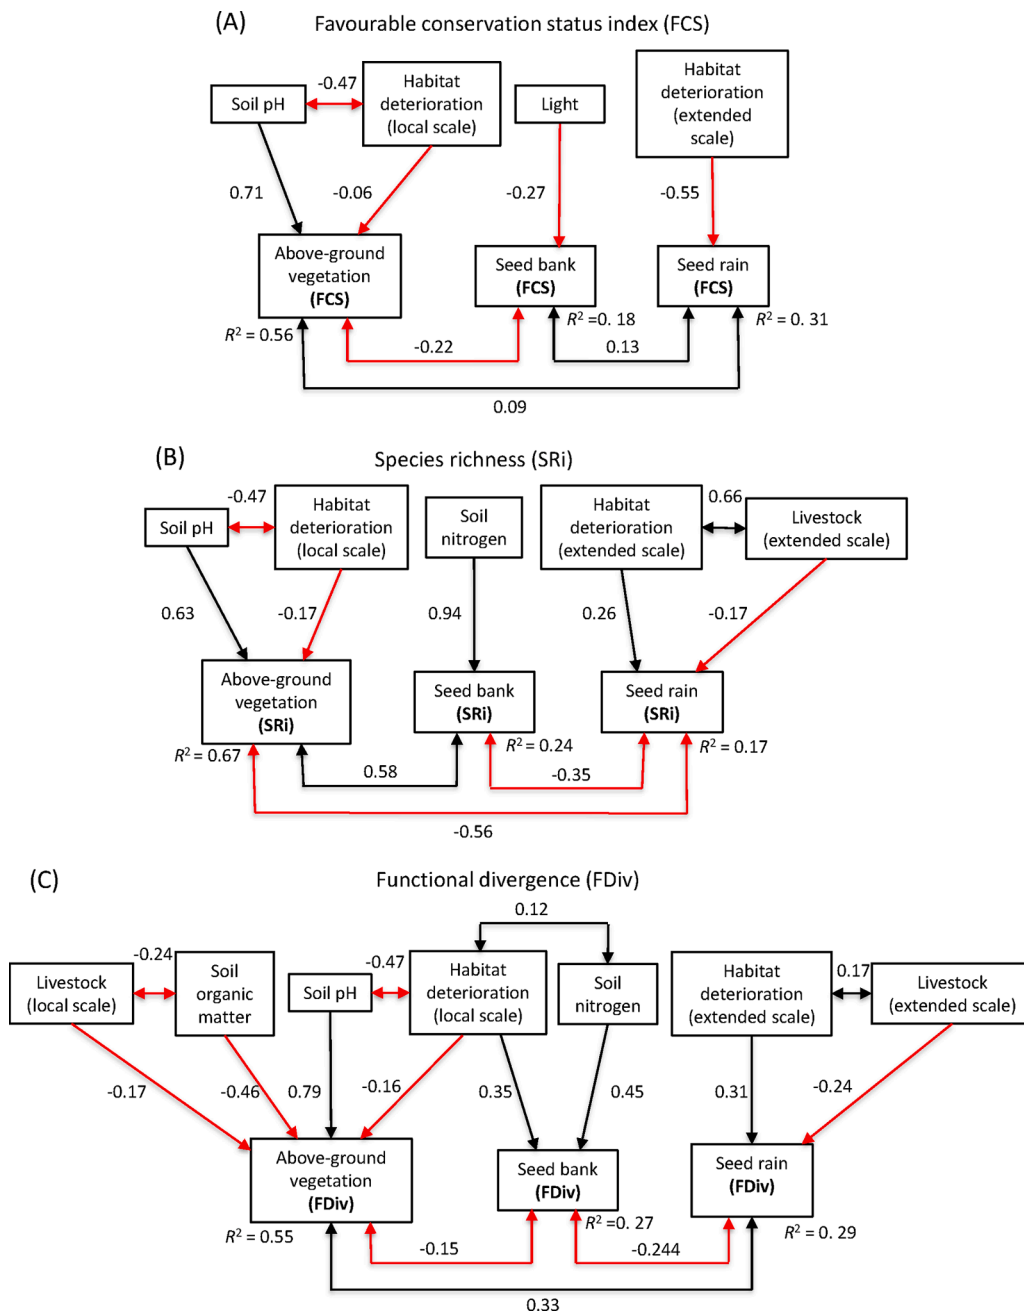 (A)
Favourable conservation status index (FCS)
Soil pH
-0.47
Habitat
deterioration
(local scale)
Light
Habitat
deterioration
(extended
scale)
0.71
-0.06
-0.27
-0.55
Above-ground
vegetation
(FCS)
Seed bank
(FCS)
Seed rain
(FCS)
R² = 0.56
R² =0. 18
R² = 0. 31
-0.22
0.13
0.09
(B)
Species richness (SRi)
Soil pH
-0.47
Habitat
deterioration
(local scale)
Soil
nitrogen
Habitat
deterioration
(extended scale)
0.66
Livestock
(extended scale)
0.63
-0.17
0.94
0.26
-0.17
Above-ground
vegetation
(SRi)
Seed bank
(SRi)
Seed rain
(SRi)
R² = 0.67
R² = 0.24
R² = 0.17
0.58
-0.35
-0.56
(C)
Functional divergence (FDiv)
0.12
Livestock
(local scale)
-0.24
Soil
organic
matter
Soil pH
-0.47
Habitat
deterioration
(local scale)
Soil
nitrogen
Habitat
deterioration
(extended scale)
0.17
Livestock
(extended scale)
-0.17
-0.46
0.79
-0.16
0.35
0.45
0.31
-0.24
Above-ground
vegetation
(FDiv)
Seed bank
(FDiv)
Seed rain
(FDiv)
R² = 0.55
R² =0. 27
R² = 0. 29
-0.15
-0.244
0.33